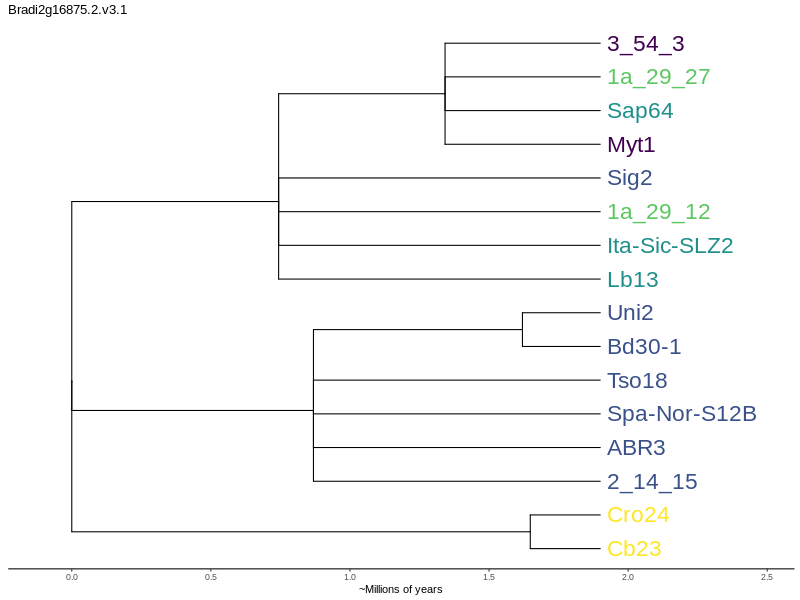 Bradi2g16875.2.v3.1
3_54_3
1a_29_27
Sap64
Myt1
Sig2
1a_29_12
Ita-Sic-SLZ2
Lb13
Uni2
Bd30-1
Tso18
Spa-Nor-S12B
ABR3
2_14_15
Cro24
Cb23
0.0 0.5 1.0 1.5 2.0 2.5
~Millions of years